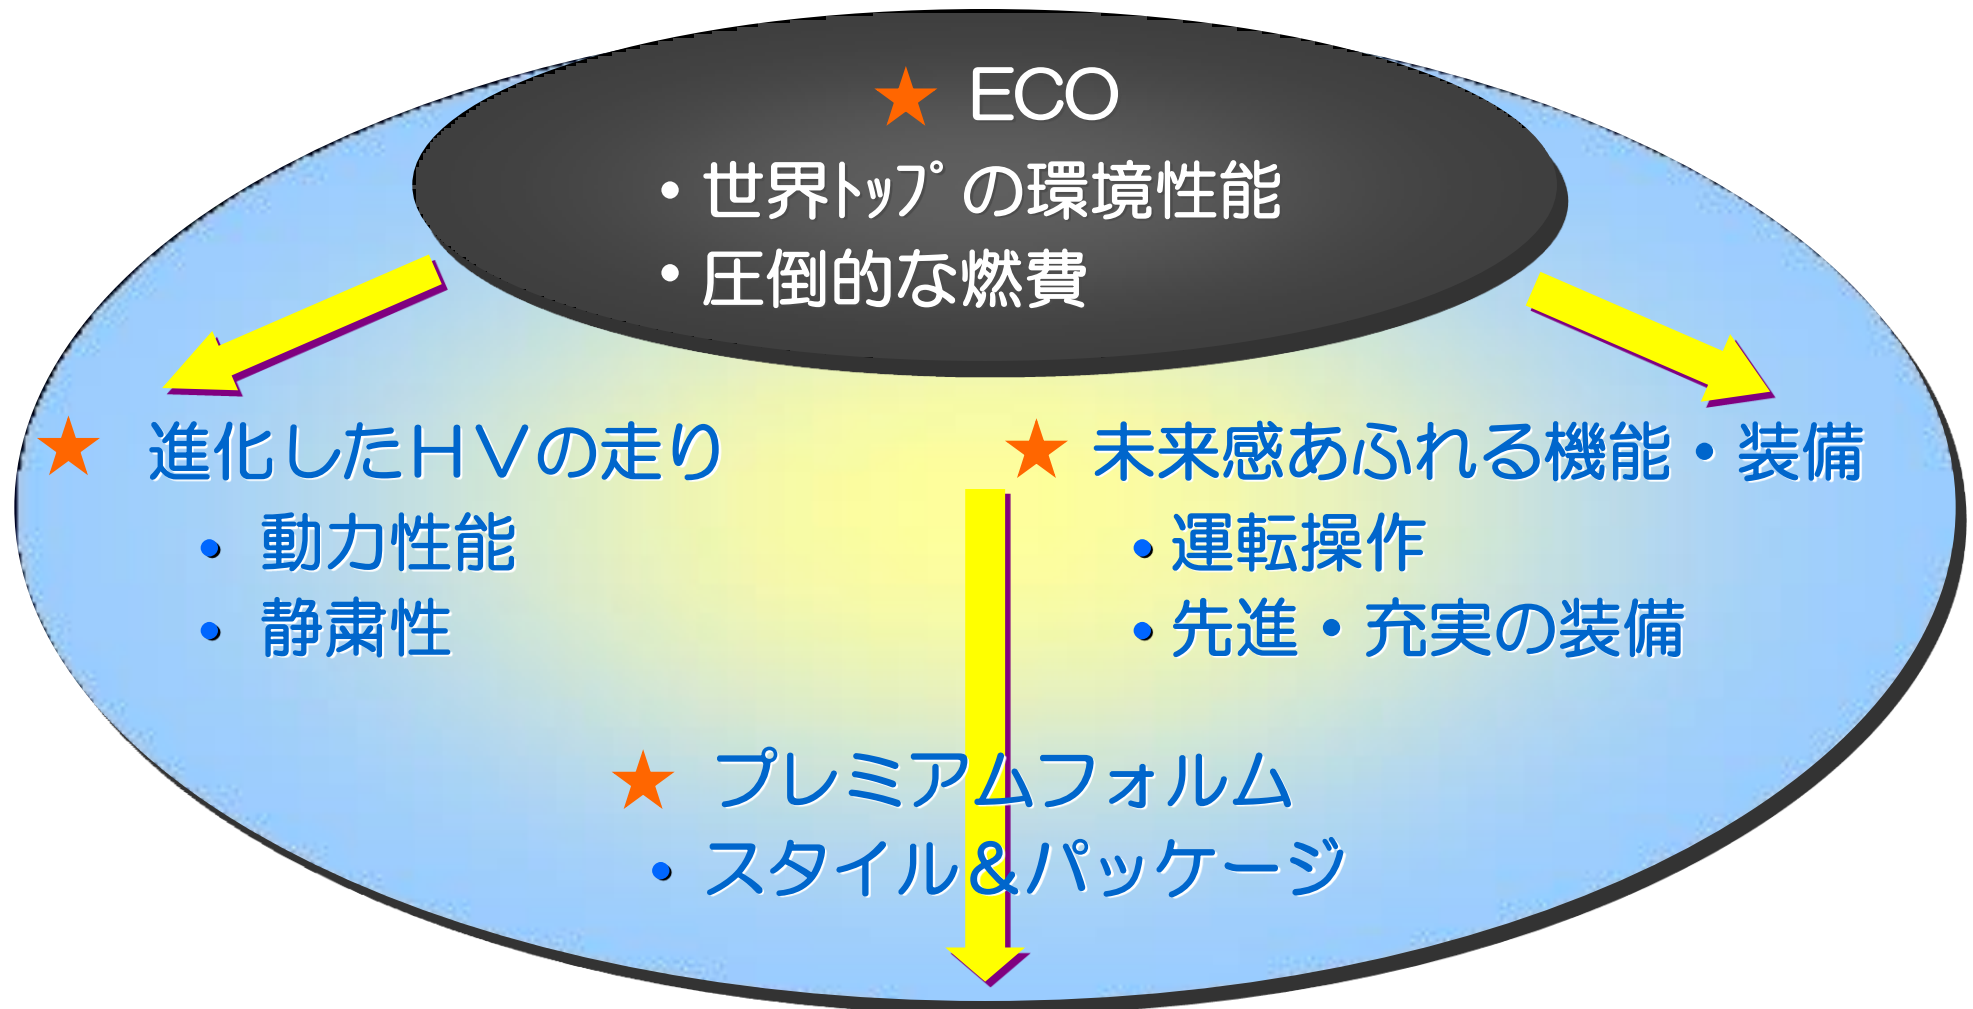 ★ ECO
・世界ﾄｯﾌﾟの環境性能
・圧倒的な燃費
★ 進化したＨＶの走り
• 動力性能
• 静粛性
★ 未来感あふれる機能・装備
• 運転操作
• 先進・充実の装備
★ プレミアムフォルム
• スタイル＆パッケージ